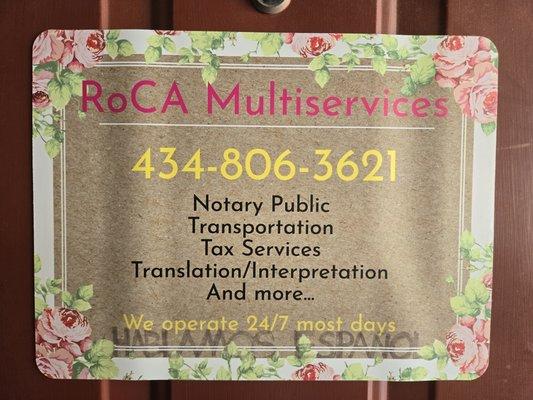 RoCA Multiservices
434-806-3621
Notary Public
Transportation
Tax Services
Translation/Interpretation
And more...
We operate 24/7 most days
HABLAMOS ESPANOL